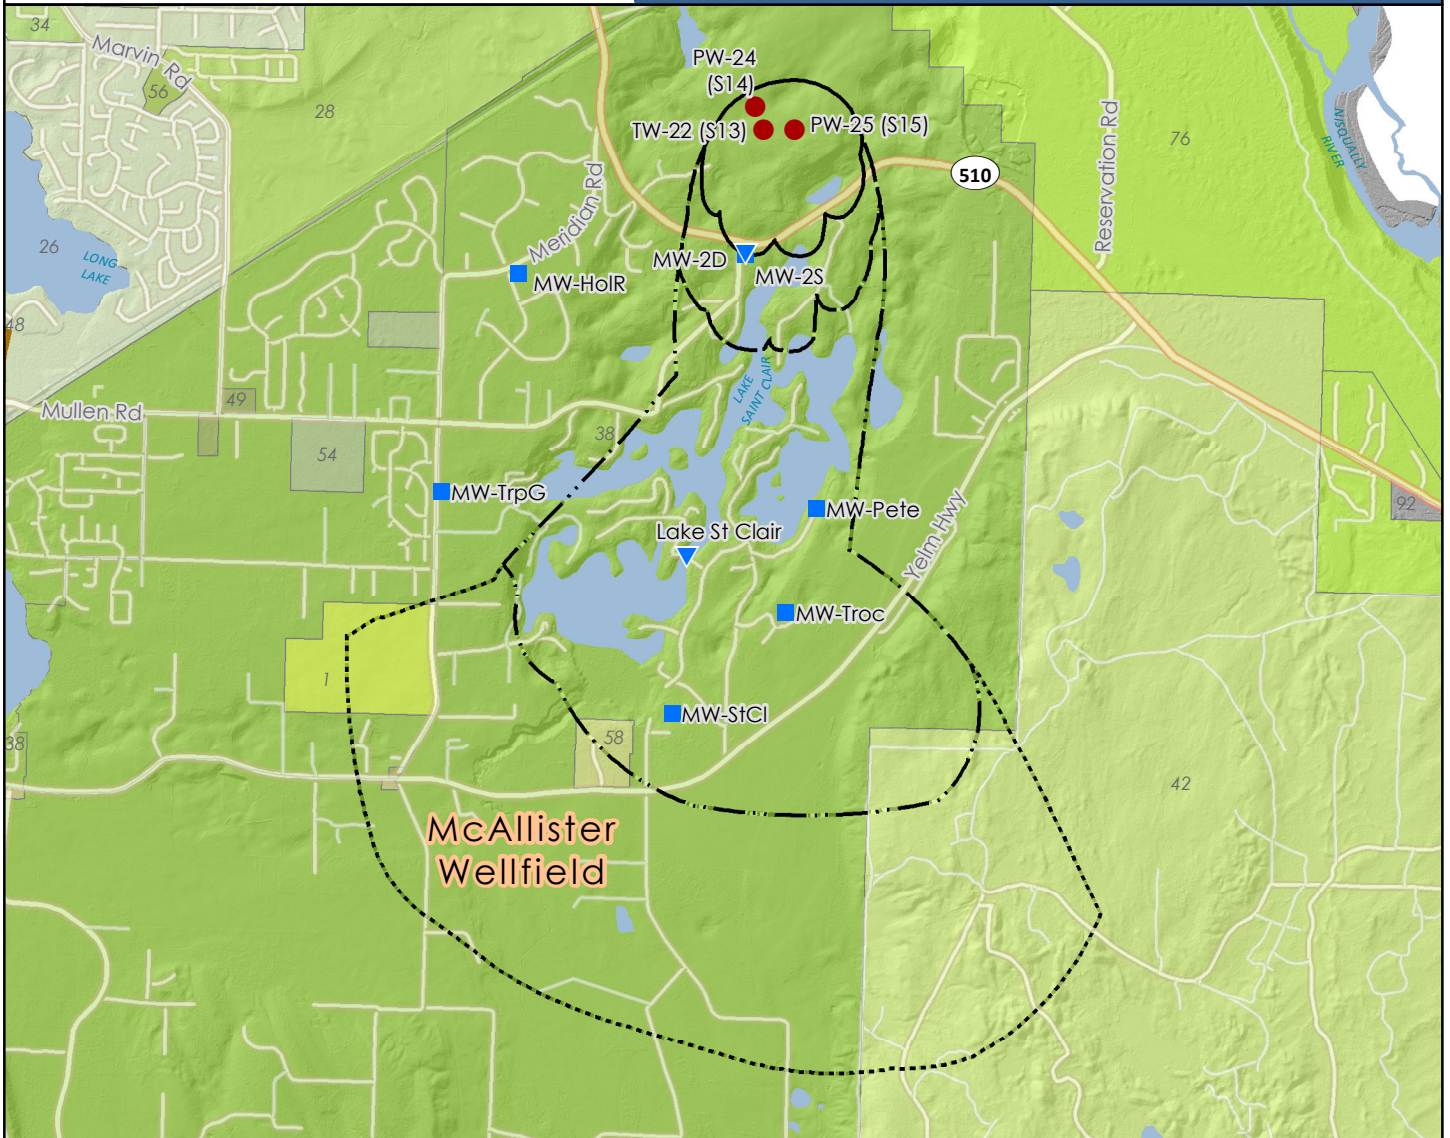 34
Marvin Rd
56
28
PW-24
(S14)
TW-22 (S13)
PW-25 (S15)
76
NISQUALLY
RIVER
510
Reservation Rd
26
LONG
LAKE
Meridian Rd
MW-HolR
MW-2D
MW-2S
48
LAKE
SAINT CLAIR
Mullen Rd
49
38
54
MW-TrpG
MW-Pete
92
Lake St Clair
Yelm Hwy
MW-Troc
1
MW-StCl
58
38
42
McAllister
Wellfield